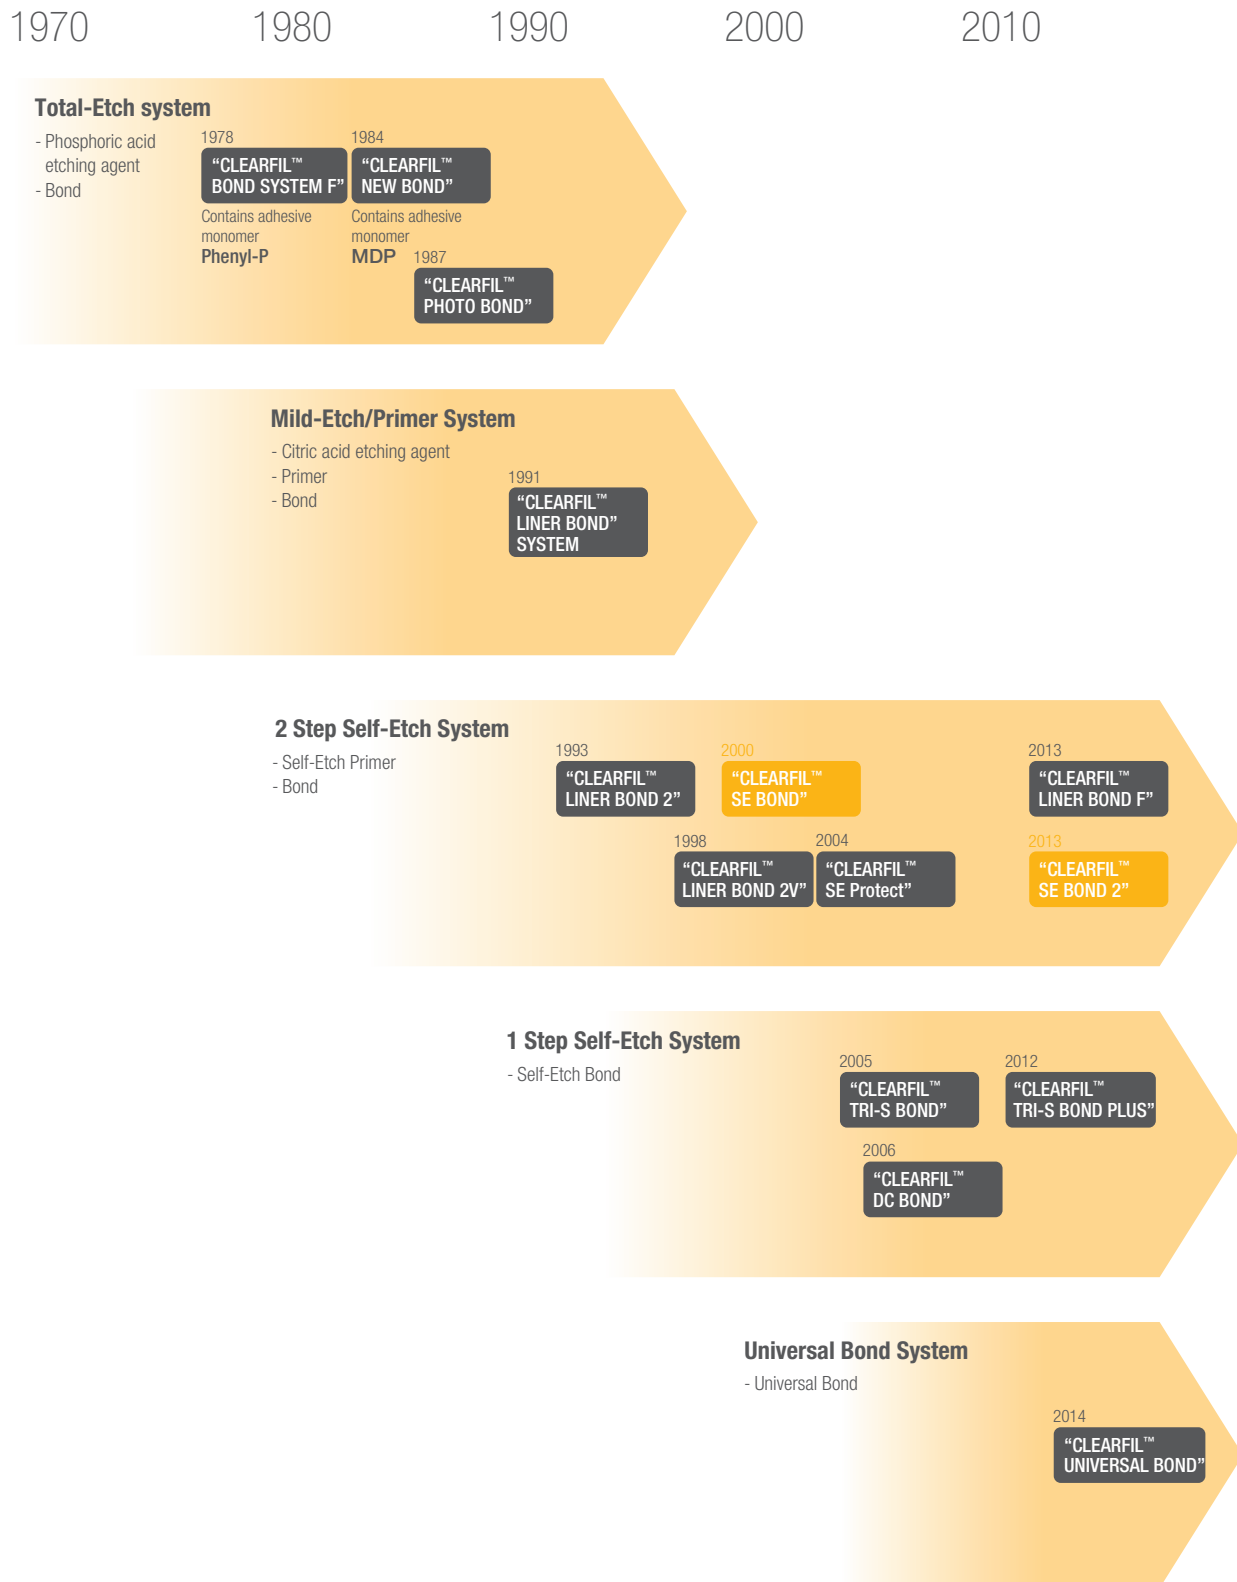 1970 1980 1990 2000 2010
Total-Etch system
- Phosphoric acid
etching agent
- Bond
1978
“CLEARFIL™
BOND SYSTEM F”
Contains adhesive
monomer
Phenyl-P
1984
“CLEARFIL™
NEW BOND”
Contains adhesive
monomer
MDP
1987
“CLEARFIL™
PHOTO BOND”
Mild-Etch/Primer System
- Citric acid etching agent
- Primer
- Bond
1991
“CLEARFIL™
LINER BOND”
SYSTEM
2 Step Self-Etch System
- Self-Etch Primer
- Bond
1993
“CLEARFIL™
LINER BOND 2”
2000
“CLEARFIL™
SE BOND”
2013
“CLEARFIL™
LINER BOND F”
1998
“CLEARFIL™
LINER BOND 2V”
2004
“CLEARFIL™
SE Protect”
2013
“CLEARFIL™
SE BOND 2”
1 Step Self-Etch System
- Self-Etch Bond
2005
“CLEARFIL™
TRI-S BOND”
2012
“CLEARFIL™
TRI-S BOND PLUS”
2006
“CLEARFIL™
DC BOND”
Universal Bond System
- Universal Bond
2014
“CLEARFIL™
UNIVERSAL BOND”